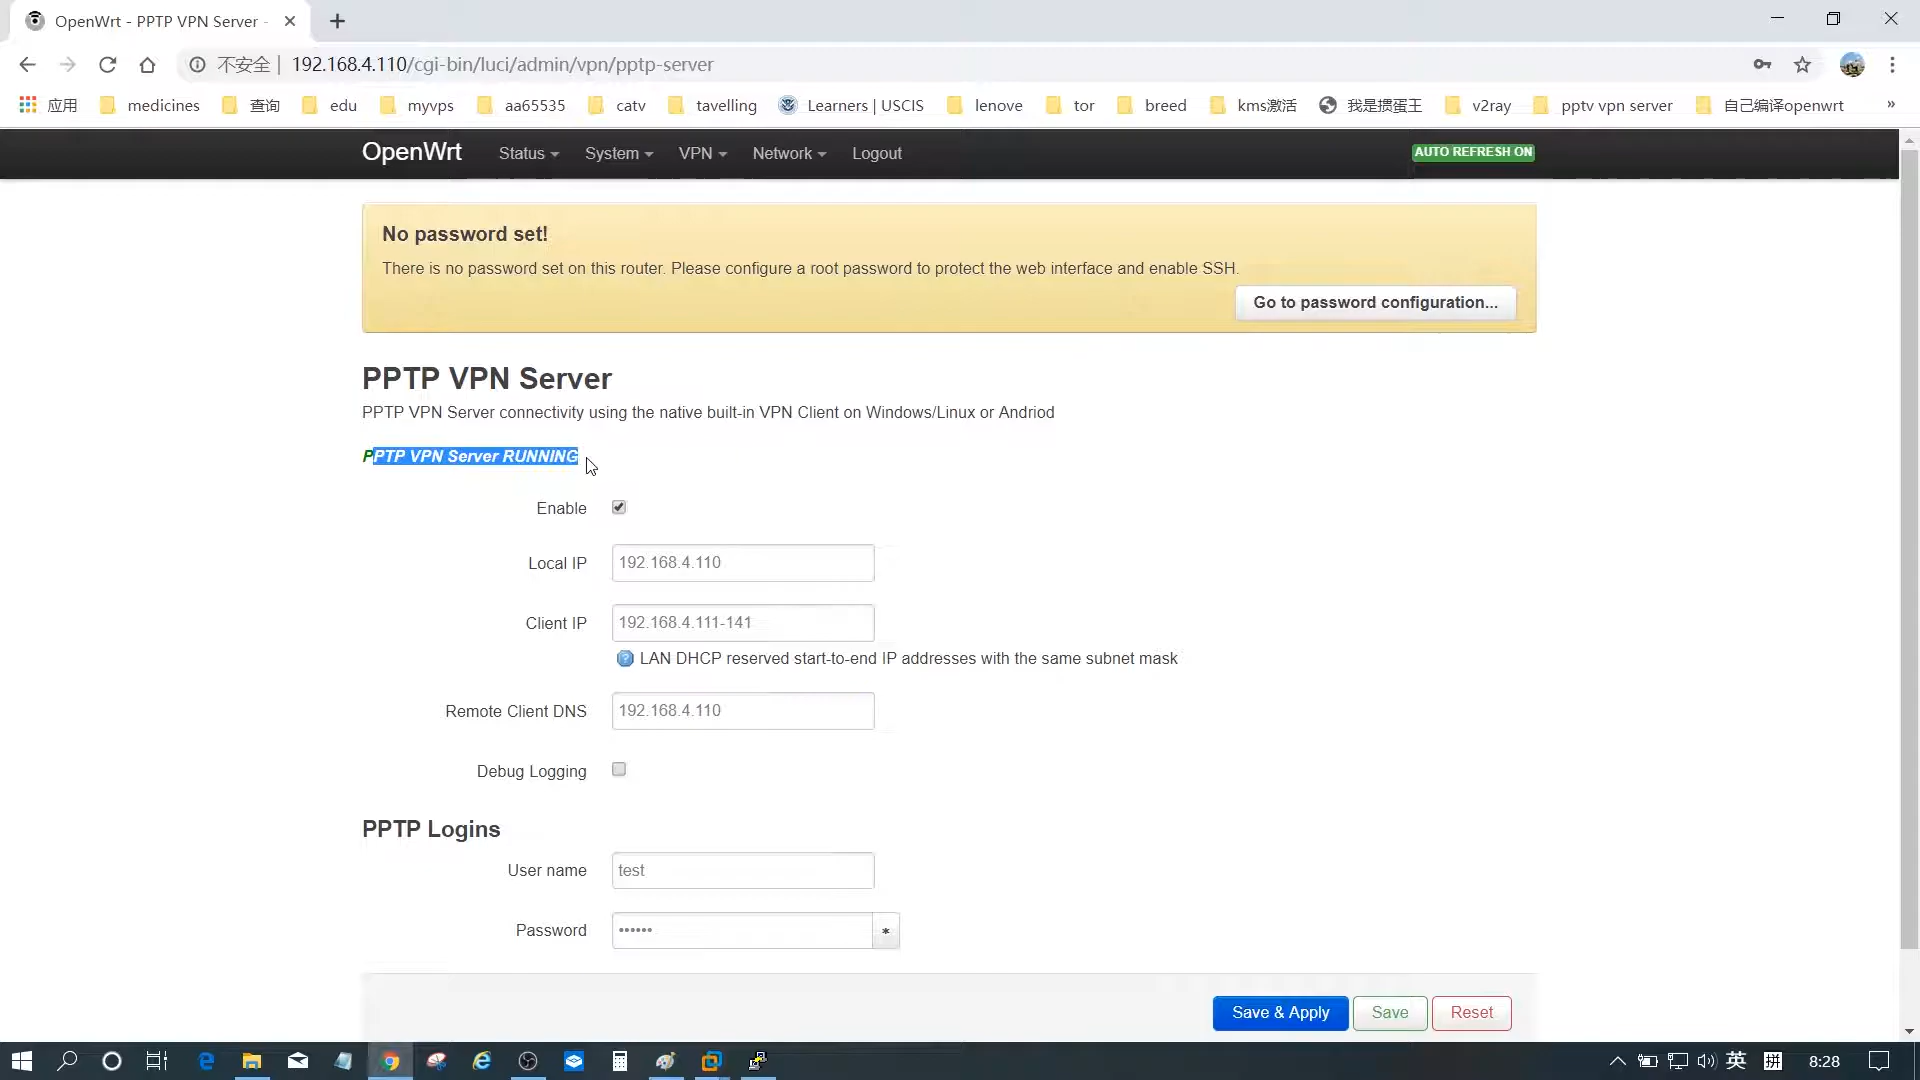 OpenWrt - PPTP VPN Server -
不安全 | 192.168.4.110/cgi-bin/luci/admin/vpn/pptp-server
应用 medicines 查询 edu myvps aa65535 catv tavelling Learners | USCIS lenove tor breed kms激活 我是掼蛋王 v2ray pptv vpn server 自己编译openwrt »
OpenWrt Status System VPN Network Logout AUTO REFRESH ON
No password set!
There is no password set on this router. Please configure a root password to protect the web interface and enable SSH.
Go to password configuration...
PPTP VPN Server
PPTP VPN Server connectivity using the native built-in VPN Client on Windows/Linux or Andriod
PPTP VPN Server RUNNING
Enable
Local IP 192.168.4.110
Client IP 192.168.4.111-141
LAN DHCP reserved start-to-end IP addresses with the same subnet mask
Remote Client DNS 192.168.4.110
Debug Logging
PPTP Logins
User name test
Password •••••• *
Save & Apply Save Reset
英 拼 8:28